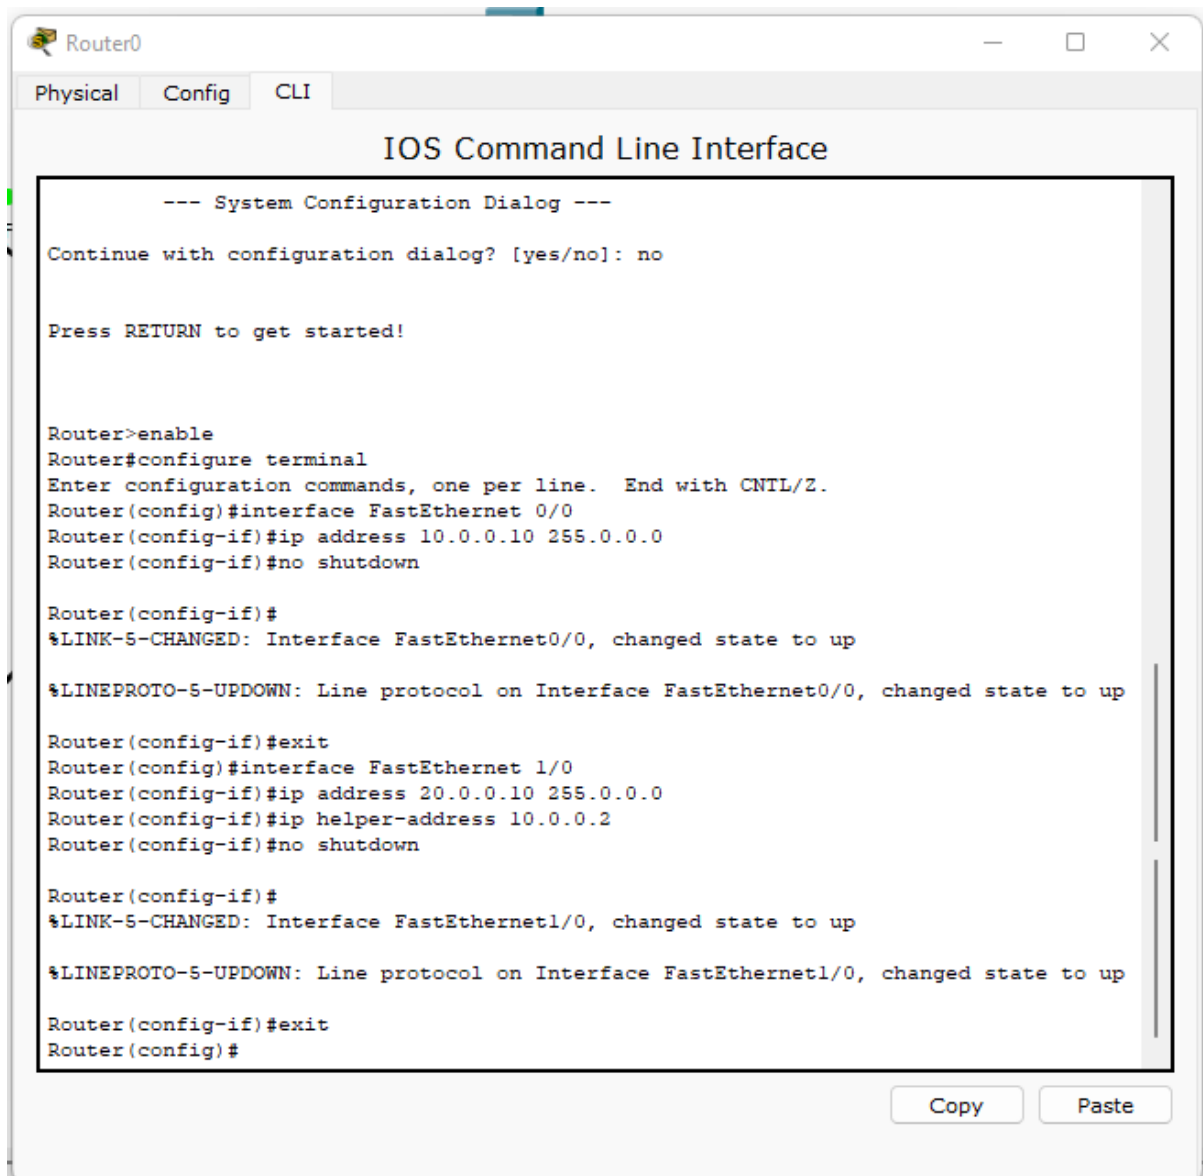 Router0
Physical Config CLI
IOS Command Line Interface
--- System Configuration Dialog ---
Continue with configuration dialog? [yes/no]: no
Press RETURN to get started!
Router>enable
Router#configure terminal
Enter configuration commands, one per line.  End with CNTL/Z.
Router(config)#interface FastEthernet 0/0
Router(config-if)#ip address 10.0.0.10 255.0.0.0
Router(config-if)#no shutdown
Router(config-if)#
%LINK-5-CHANGED: Interface FastEthernet0/0, changed state to up
%LINEPROTO-5-UPDOWN: Line protocol on Interface FastEthernet0/0, changed state to up
Router(config-if)#exit
Router(config)#interface FastEthernet 1/0
Router(config-if)#ip address 20.0.0.10 255.0.0.0
Router(config-if)#ip helper-address 10.0.0.2
Router(config-if)#no shutdown
Router(config-if)#
%LINK-5-CHANGED: Interface FastEthernet1/0, changed state to up
%LINEPROTO-5-UPDOWN: Line protocol on Interface FastEthernet1/0, changed state to up
Router(config-if)#exit
Router(config)#
Copy Paste